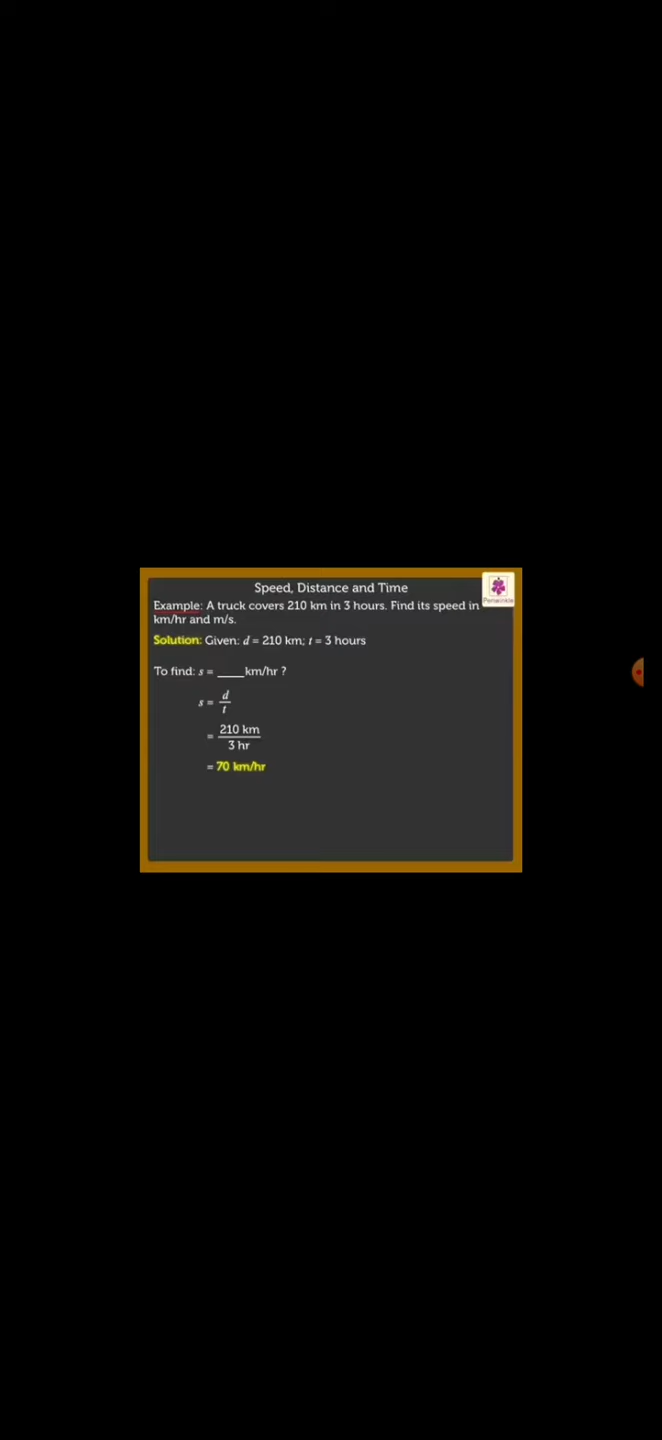 Speed, Distance and Time
Periwinkle
Example: A truck covers 210 km in 3 hours. Find its speed in
km/hr and m/s.
Solution: Given: d = 210 km; t = 3 hours
To find: s = ____km/hr ?
s = d/t
= 210 km/3 hr
= 70 km/hr